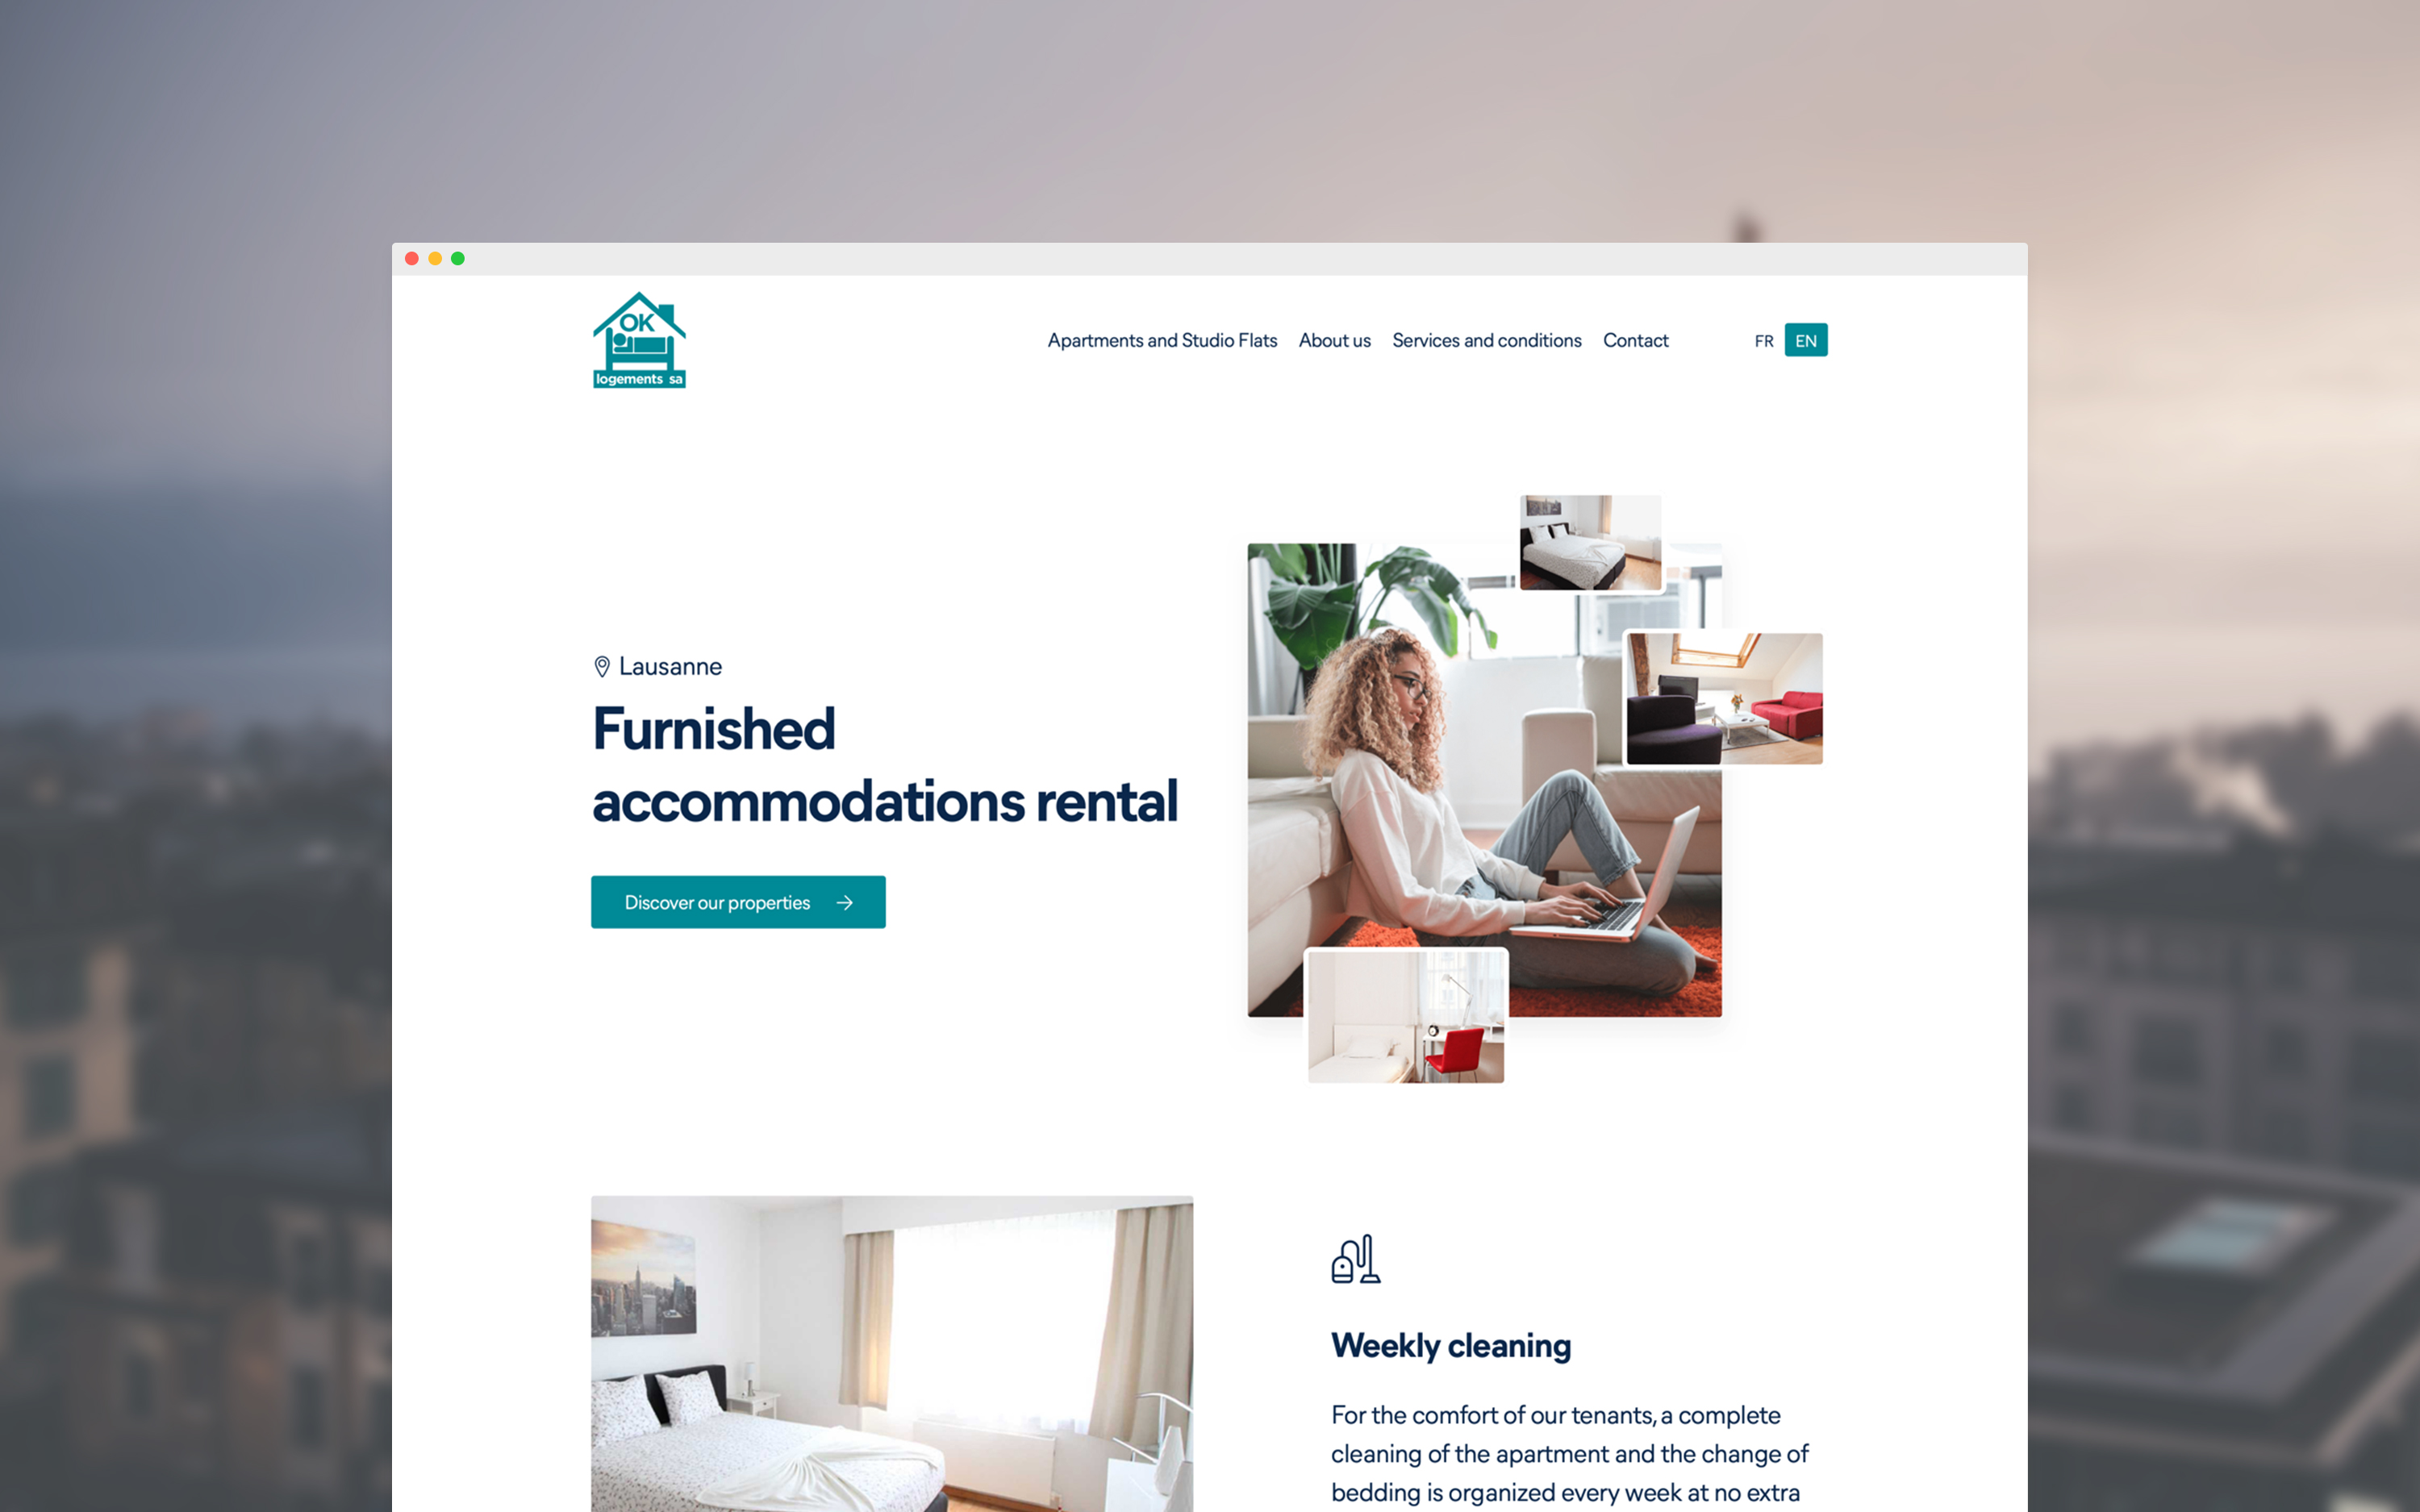 OK
logements sa
Apartments and Studio Flats About us Services and conditions Contact FR EN
Lausanne
Furnished
accommodations rental
Discover our properties
Weekly cleaning
For the comfort of our tenants, a complete
cleaning of the apartment and the change of
bedding is organized every week at no extra